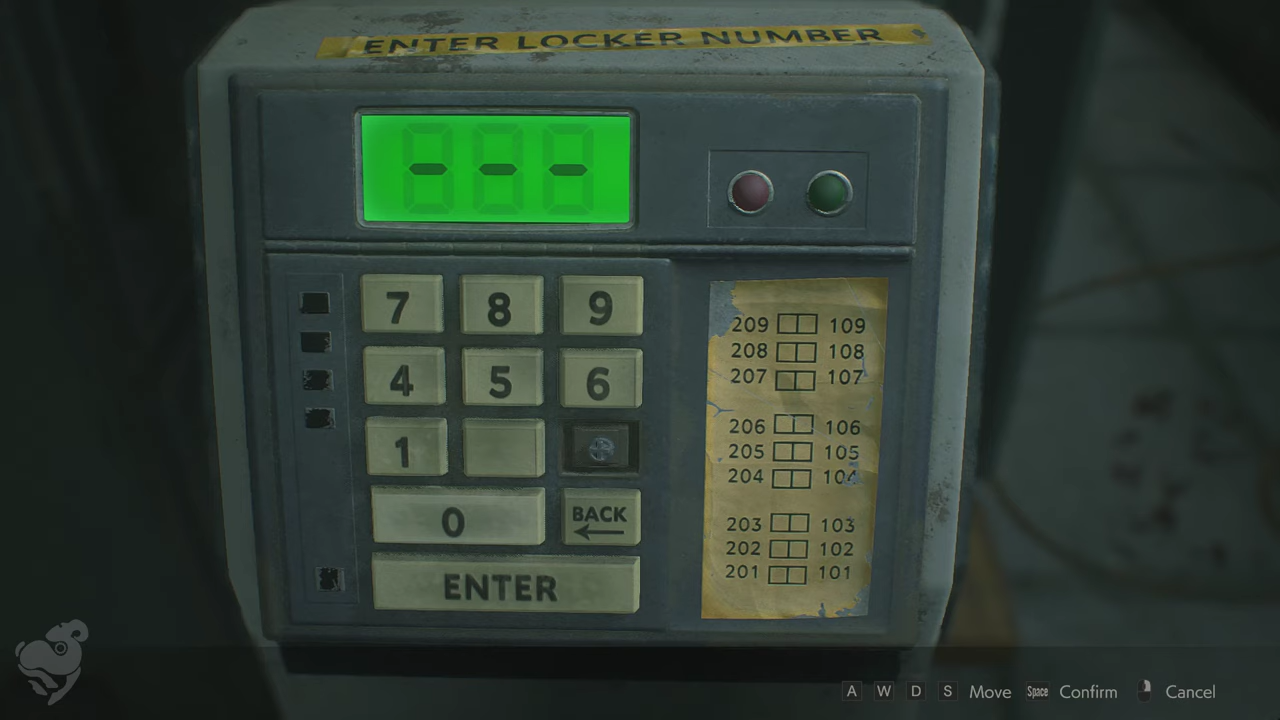 ENTER LOCKER NUMBER
- - -
7 8 9
4 5 6
1
0 BACK
ENTER
209 109
208 108
207 107
206 106
205 105
204 104
203 103
202 102
201 101
A W D S Move Space Confirm Cancel